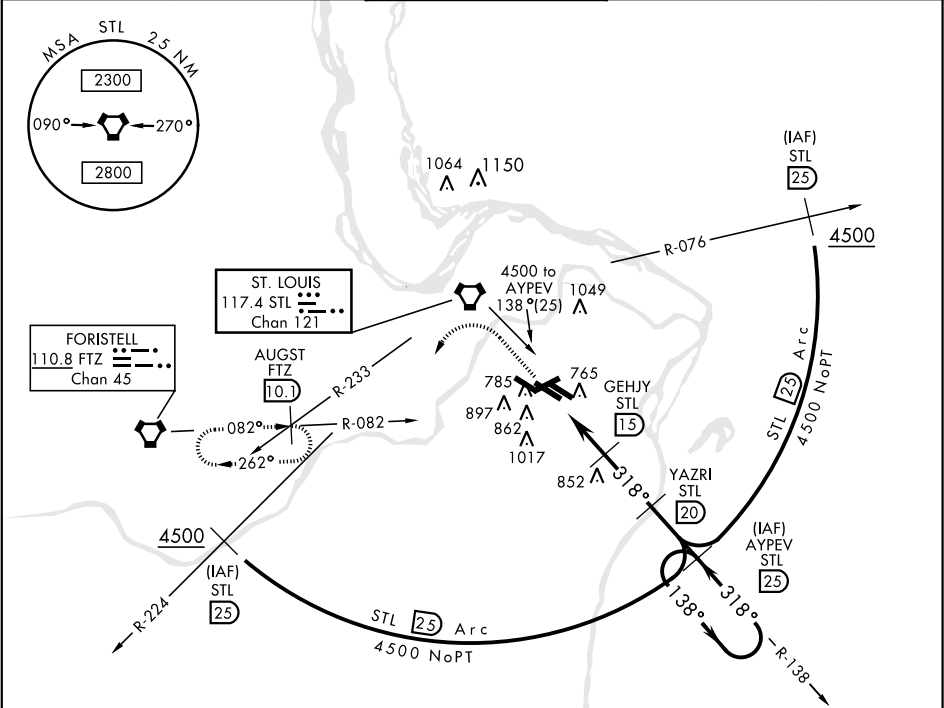 MSA STL 25 NM
2300
090° 270°
2800
1064
1150
(IAF)
STL
25
4500
R-076
ST. LOUIS
117.4 STL
Chan 121
4500 to
AYPEV
138°(25)
1049
FORISTELL
110.8 FTZ
Chan 45
AUGST
FTZ
10.1
R-233
082°
R-082
262°
785
765
897
862
1017
GEHJY
STL
15
852
318°
YAZRI
STL
20
STL 25 Arc
4500 NoPT
4500
(IAF)
STL
25
R-224
(IAF)
AYPEV
STL
25
138°
318°
R-138
STL 25 Arc
4500 NoPT